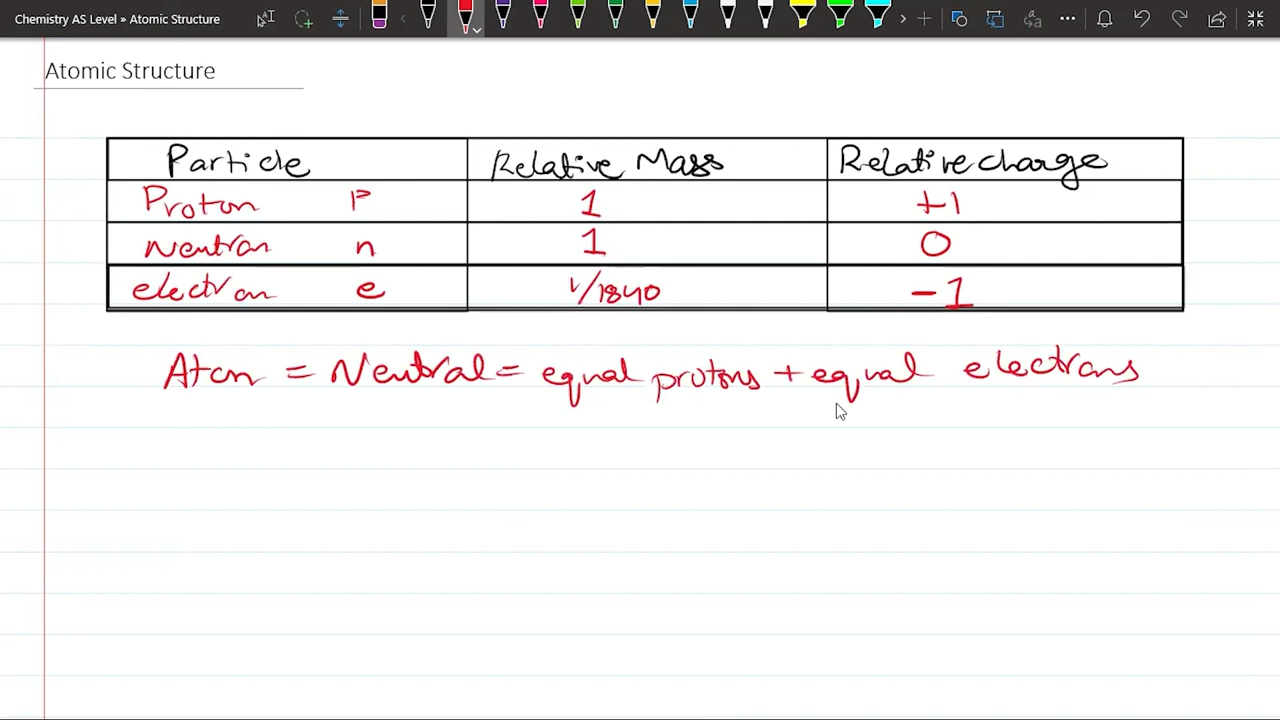 Chemistry AS Level » Atomic Structure
Atomic Structure
Particle Relative Mass Relative charge
Proton P 1 +1
Neutron n 1 0
electron e 1/1840 -1
Atom = Neutral = equal protons + equal electrons